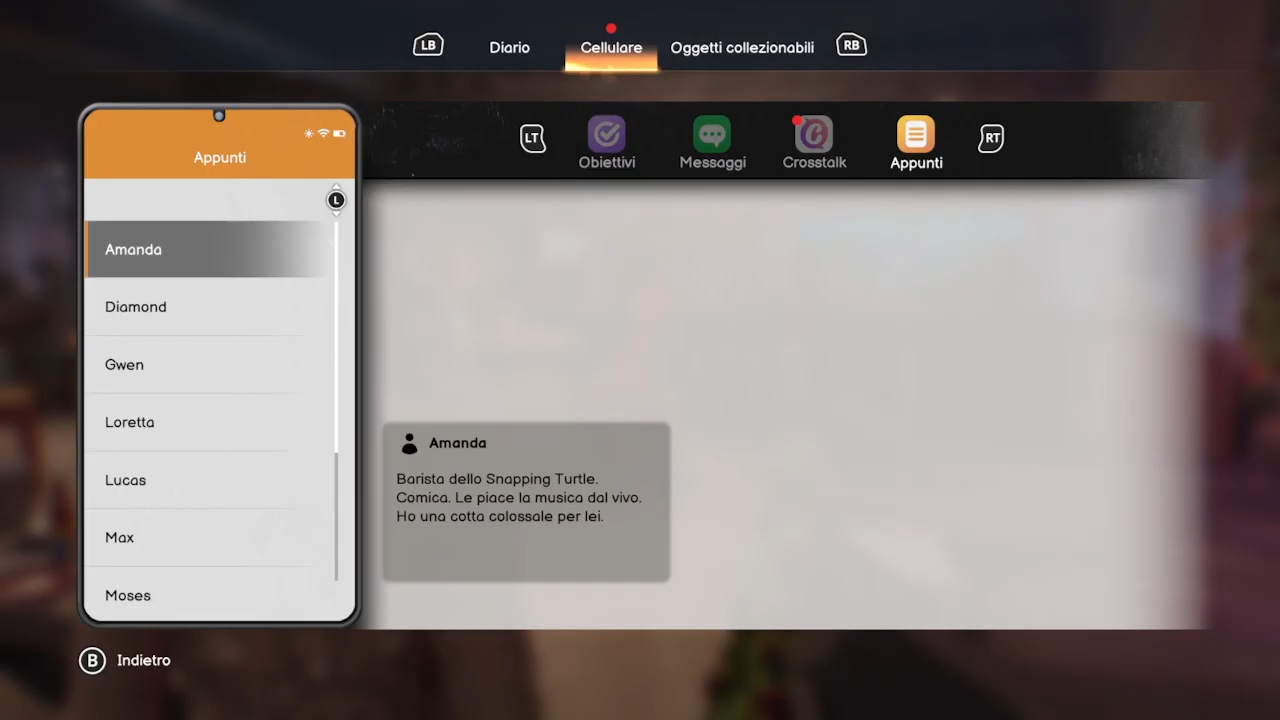 LB
Diario
Cellulare
Oggetti collezionabili
RB
Appunti
LT
Obiettivi
Messaggi
Crosstalk
Appunti
RT
L
Amanda
Diamond
Gwen
Loretta
Lucas
Max
Moses
Amanda
Barista dello Snapping Turtle.
Comica. Le piace la musica dal vivo.
Ho una cotta colossale per lei.
B
Indietro